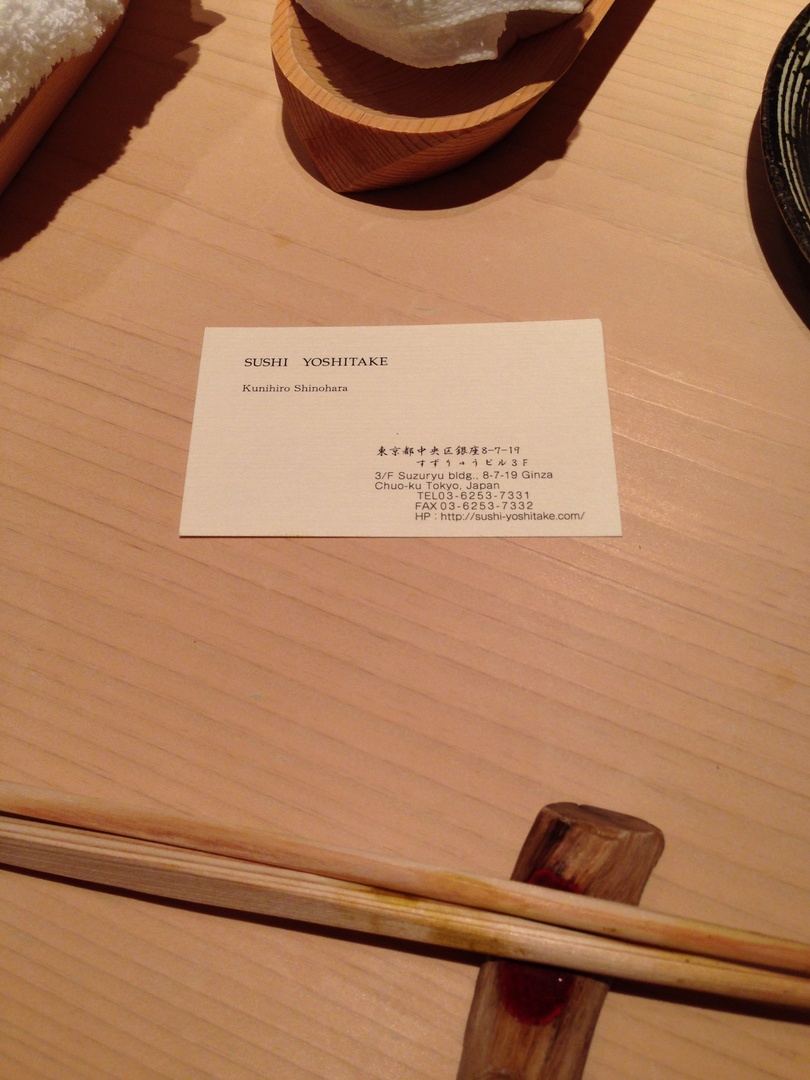 SUSHI YOSHITAKE
Kunihiro Shinohara
東京都中央区銀座8-7-19
すずりゅうビル3F
3/F Suzuryu bldg., 8-7-19 Ginza
Chuo-ku Tokyo, Japan
TEL03-6253-7331
FAX03-6253-7332
HP : http://sushi-yoshitake.com/